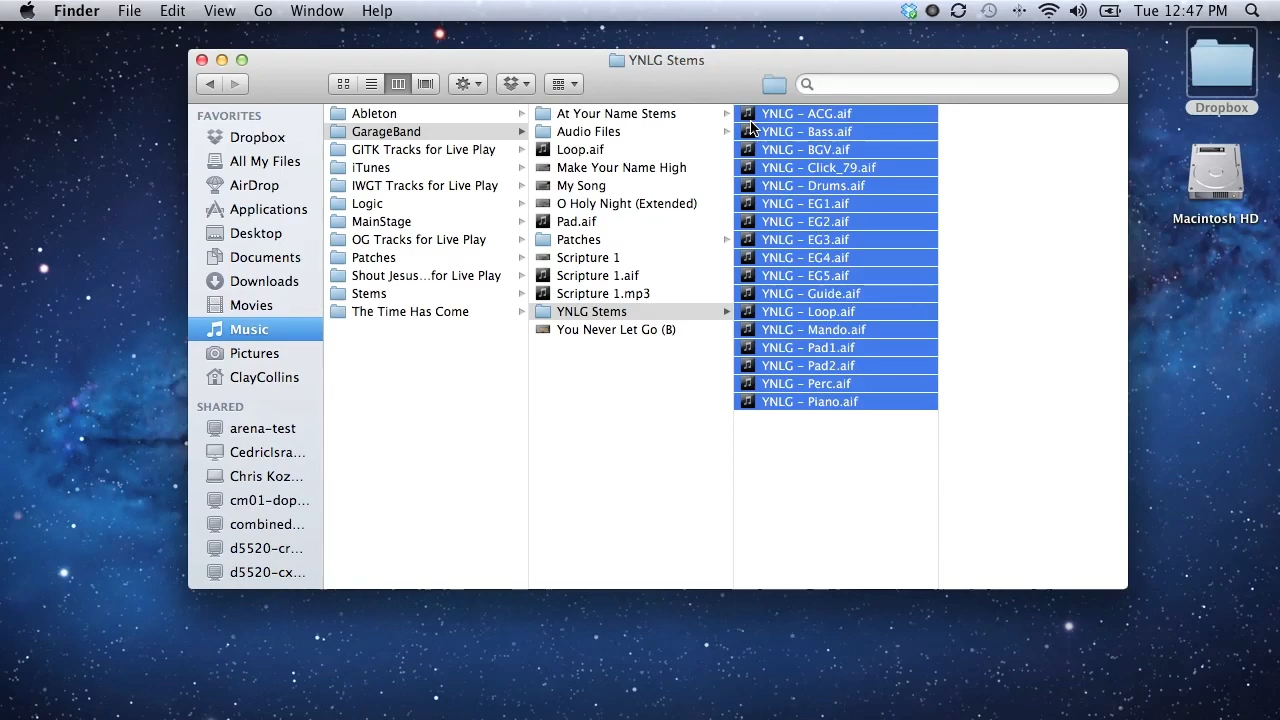 Finder File Edit View Go Window Help Tue 12:47 PM
YNLG Stems
Dropbox
Macintosh HD
FAVORITES
Dropbox
All My Files
AirDrop
Applications
Desktop
Documents
Downloads
Movies
Music
Pictures
ClayCollins
SHARED
arena-test
CedricIsra...
Chris Koz...
cm01-dop...
combined...
d5520-cr...
d5520-cx...
Ableton
GarageBand
GITK Tracks for Live Play
iTunes
IWGT Tracks for Live Play
Logic
MainStage
OG Tracks for Live Play
Patches
Shout Jesus...for Live Play
Stems
The Time Has Come
At Your Name Stems
Audio Files
Loop.aif
Make Your Name High
My Song
O Holy Night (Extended)
Pad.aif
Patches
Scripture 1
Scripture 1.aif
Scripture 1.mp3
YNLG Stems
You Never Let Go (B)
YNLG - ACG.aif
YNLG - Bass.aif
YNLG - BGV.aif
YNLG - Click_79.aif
YNLG - Drums.aif
YNLG - EG1.aif
YNLG - EG2.aif
YNLG - EG3.aif
YNLG - EG4.aif
YNLG - EG5.aif
YNLG - Guide.aif
YNLG - Loop.aif
YNLG - Mando.aif
YNLG - Pad1.aif
YNLG - Pad2.aif
YNLG - Perc.aif
YNLG - Piano.aif